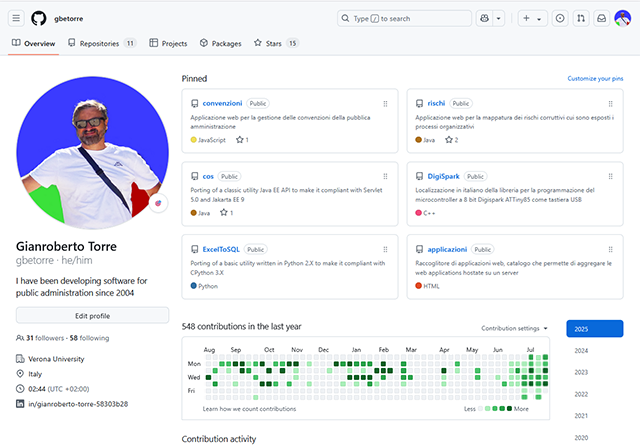 gbetorre
Type / to search
Overview
Repositories 11
Projects
Packages
Stars 15
Pinned
Customize your pins
convenzioni Public
Applicazione web per la gestione delle convenzioni della pubblica
amministrazione
JavaScript 1
rischi Public
Applicazione web per la mappatura dei rischi corruttivi cui sono esposti i
processi organizzativi
Java 2
cos Public
Porting of a classic utility Java EE API to make it compliant with Servlet
5.0 and Jakarta EE 9
Java 1
DigiSpark Public
Localizzazione in italiano della libreria per la programmazione del
microcontroller a 8 bit Digispark ATTiny85 come tastiera USB
C++
ExcelToSQL Public
Porting of a basic utility written in Python 2.X to make it compliant with
CPython 3.X
Python
applicazioni Public
Raccoglitore di applicazioni web, catalogo che permette di aggregare le
web applications hostate su un server
HTML
Gianroberto Torre
gbetorre · he/him
I have been developing software for
public administration since 2004
Edit profile
31 followers · 58 following
Verona University
Italy
02:44 (UTC +02:00)
in/gianroberto-torre-58303b28
548 contributions in the last year
Contribution settings
Aug Sep Oct Nov Dec Jan Feb Mar Apr May Jun Jul
Mon
Wed
Fri
Learn how we count contributions
Less More
Contribution activity
2025
2024
2023
2022
2021
2020